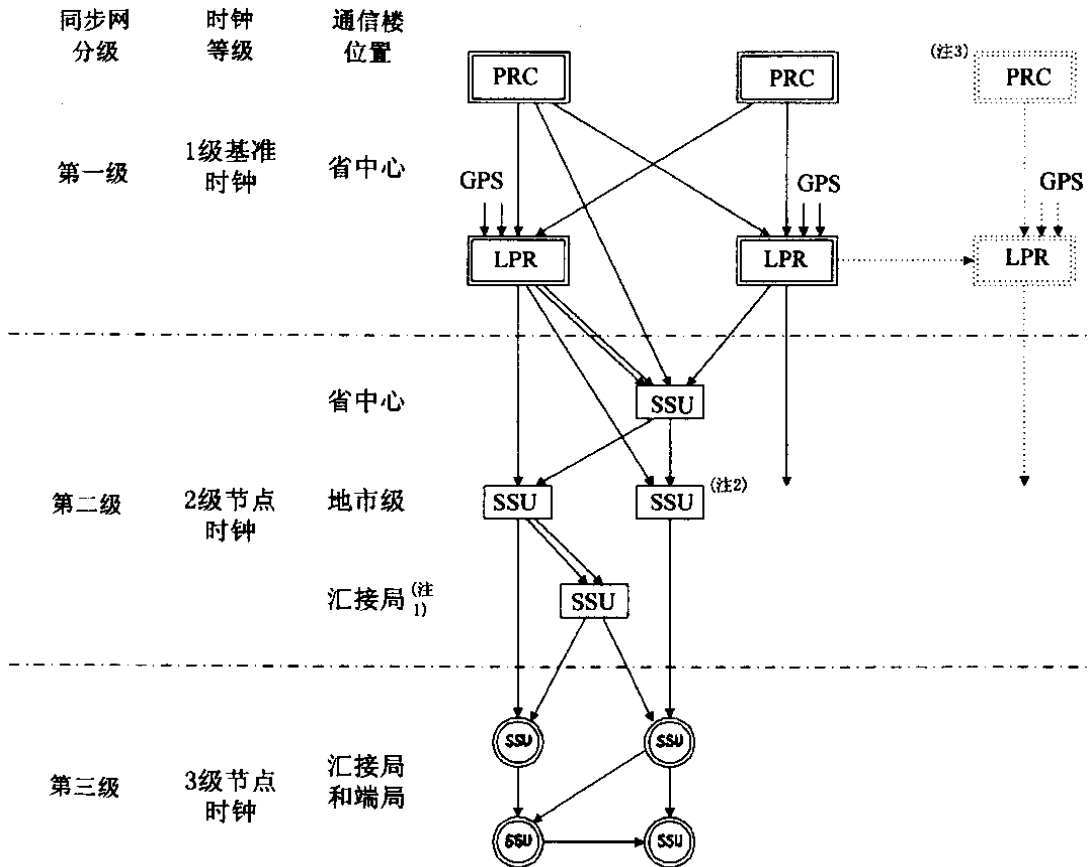 同步网 时钟 通信楼
分级 等级 位置
PRC PRC (注3) PRC
第一级 1级基准 省中心
时钟
GPS GPS GPS
LPR LPR LPR
省中心 SSU
第二级 2级节点 地市级 SSU SSU (注2)
时钟
汇接局 (注 SSU
1)
SSU SSU
第三级 3级节点 汇接局
时钟 和端局
SSU SSU